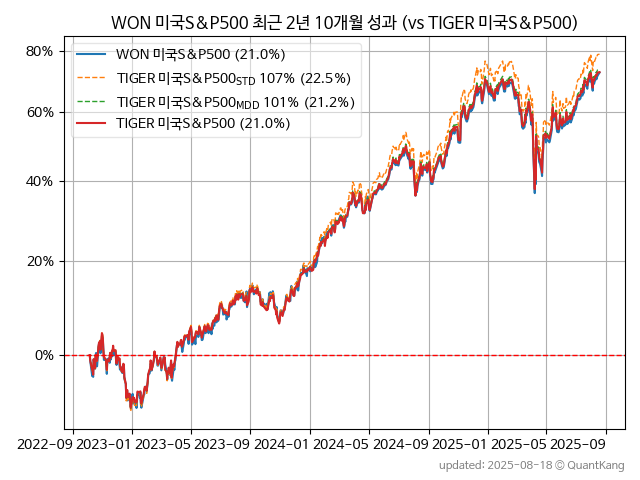 WON 미국S&P500 최근 2년 10개월 성과 (vs TIGER 미국S&P500)
WON 미국S&P500 (21.0%)
TIGER 미국S&P500STD 107% (22.5%)
TIGER 미국S&P500MDD 101% (21.2%)
TIGER 미국S&P500 (21.0%)
80%
60%
40%
20%
0%
2022-09 2023-01 2023-05 2023-09 2024-01 2024-05 2024-09 2025-01 2025-05 2025-09
updated: 2025-08-18 © QuantKang